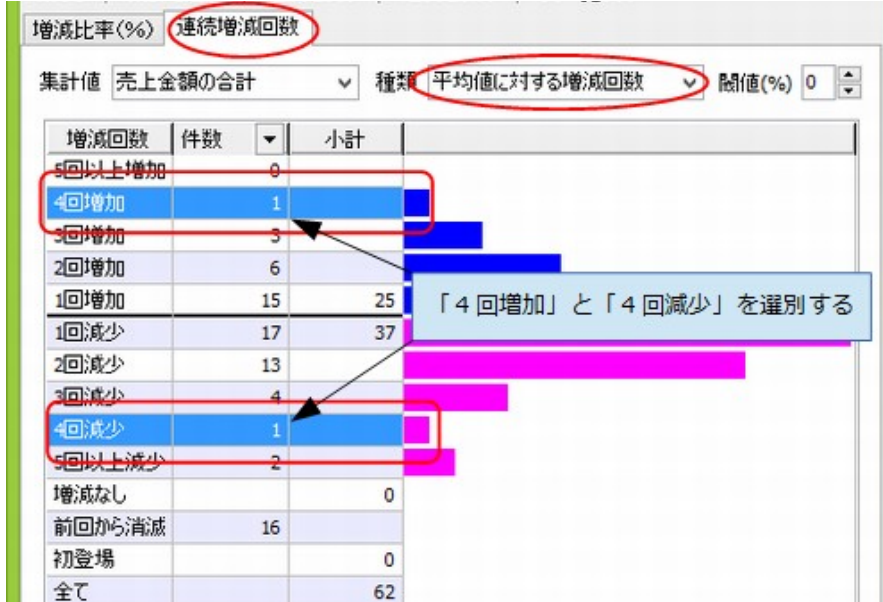 増減比率(%) 連続増減回数
集計値 売上金額の合計 種類 平均値に対する増減回数 閾値(%) 0
増減回数 件数 小計
5回以上増加 0
4回増加 1
3回増加 3
2回増加 6
1回増加 15 25
「4回増加」と「4回減少」を選別する
1回減少 17 37
2回減少 13
3回減少 4
4回減少 1
5回以上減少 2
増減なし 0
前回から消滅 16
初登場 0
全て 62